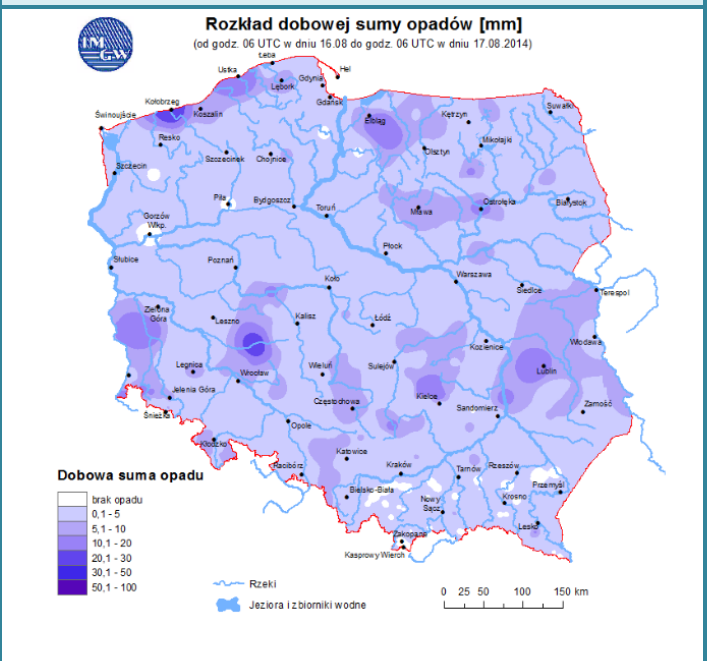 Rozkład dobowej sumy opadów [mm]
(od godz. 06 UTC w dniu 16.08 do godz. 06 UTC w dniu 17.08.2014)
IM
GW
Łeba
Ustka
Hel
Gdynia
Lębork
Gdańsk
Kołobrzeg
Koszalin
Świnoujście
Elbląg
Kętrzyn
Suwałki
Resko
Mikołajki
Olsztyn
Szczecin
Szczecinek
Chojnice
Piła
Bydgoszcz
Toruń
Mława
Ostrołęka
Białystok
Gorzów
Wlkp.
Płock
Słubice
Poznań
Koło
Warszawa
Siedlce
Terespol
Zielona
Góra
Leszno
Kalisz
Łódź
Kozienice
Włodawa
Legnica
Wrocław
Wieluń
Sulejów
Lublin
Jelenia Góra
Śnieżka
Częstochowa
Kielce
Sandomierz
Zamość
Opole
Kłodzko
Katowice
Racibórz
Kraków
Tarnów
Rzeszów
Przemyśl
Bielsko-Biała
Nowy
Sącz
Krosno
Lesko
Zakopane
Kasprowy Wierch
Dobowa suma opadu
brak opadu
0,1 - 5
5,1 - 10
10,1 - 20
20,1 - 30
30,1 - 50
50,1 - 100
Rzeki
Jeziora i zbiorniki wodne
0 25 50 100 150 km